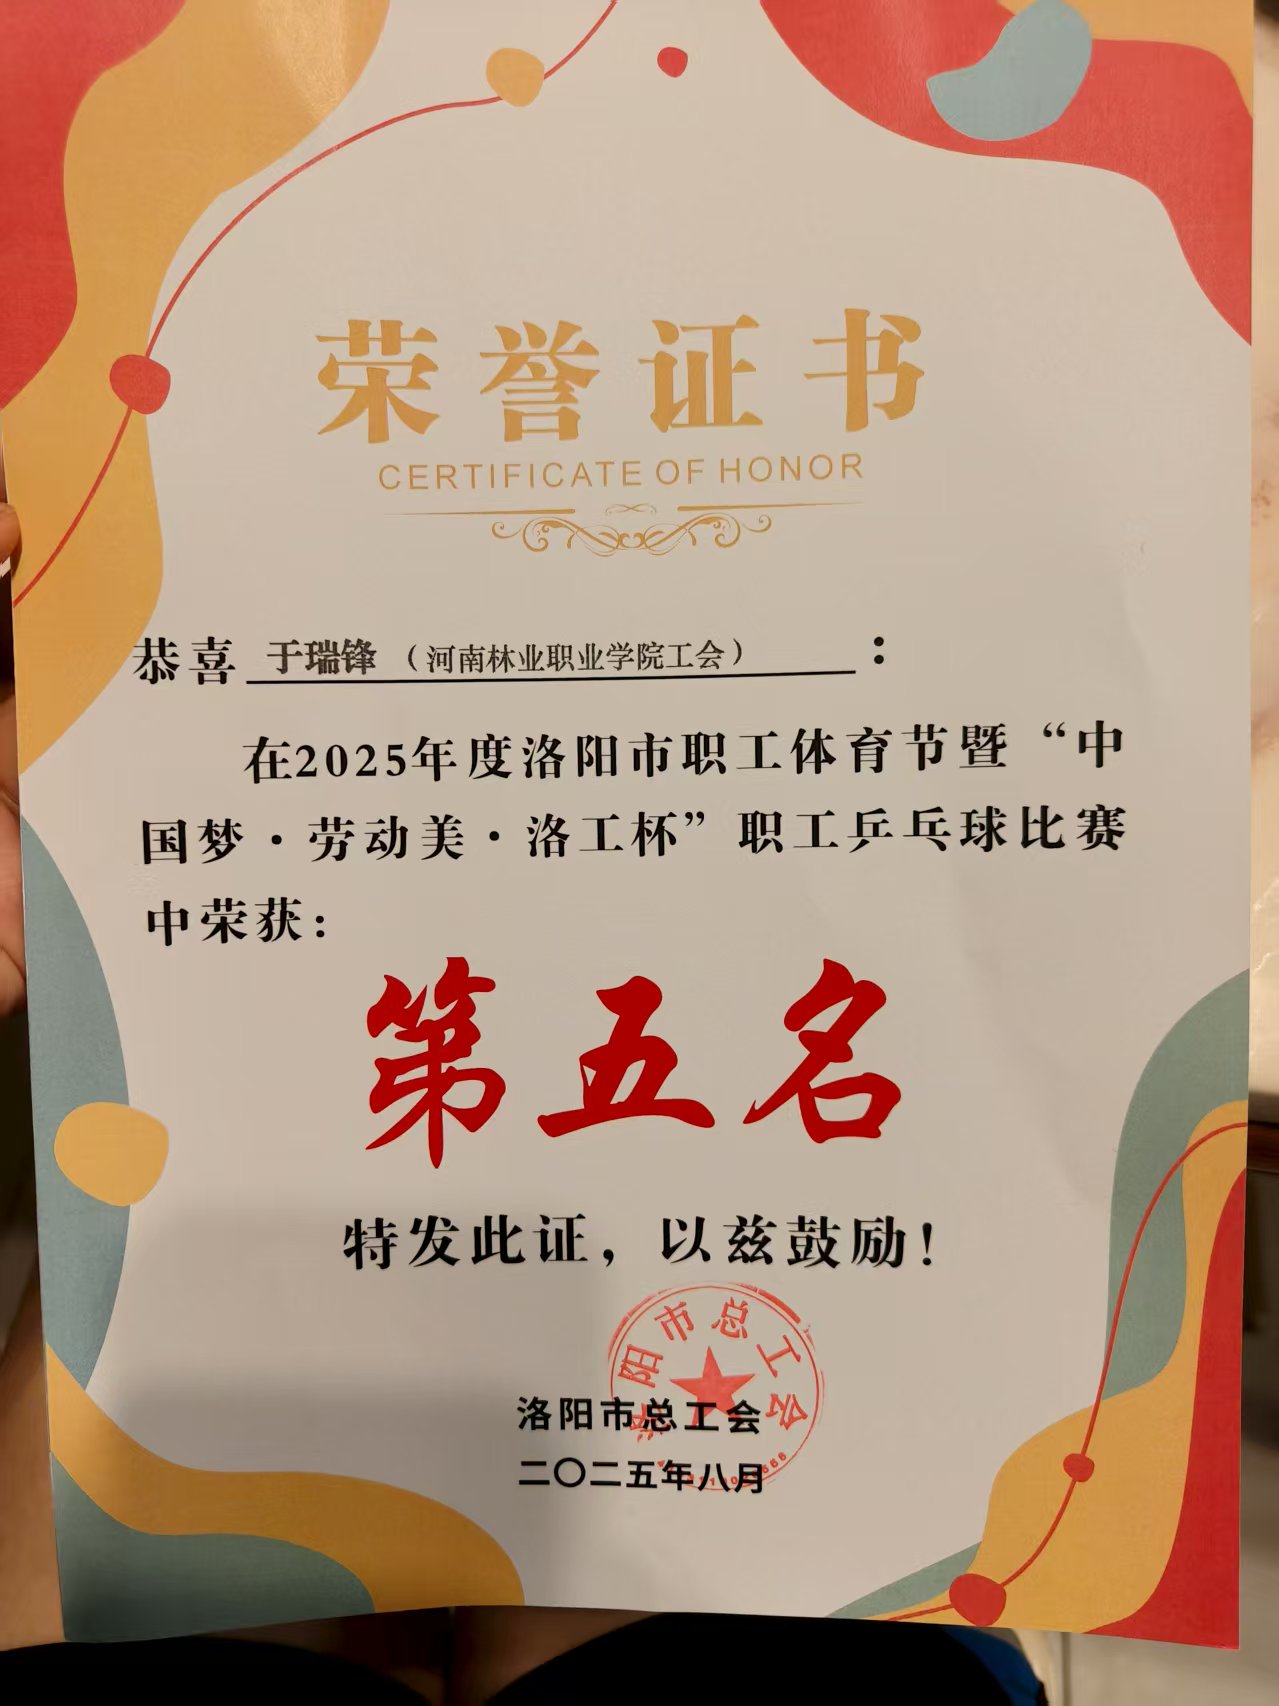 荣誉证书
CERTIFICATE OF HONOR
恭喜 于瑞锋（河南林业职业学院工会）：
在2025年度洛阳市职工体育节暨“中
国梦·劳动美·洛工杯”职工乒乓球比赛
中荣获：
第五名
特发此证，以兹鼓励！
洛阳市总工会
洛阳市总工会
二〇二五年八月